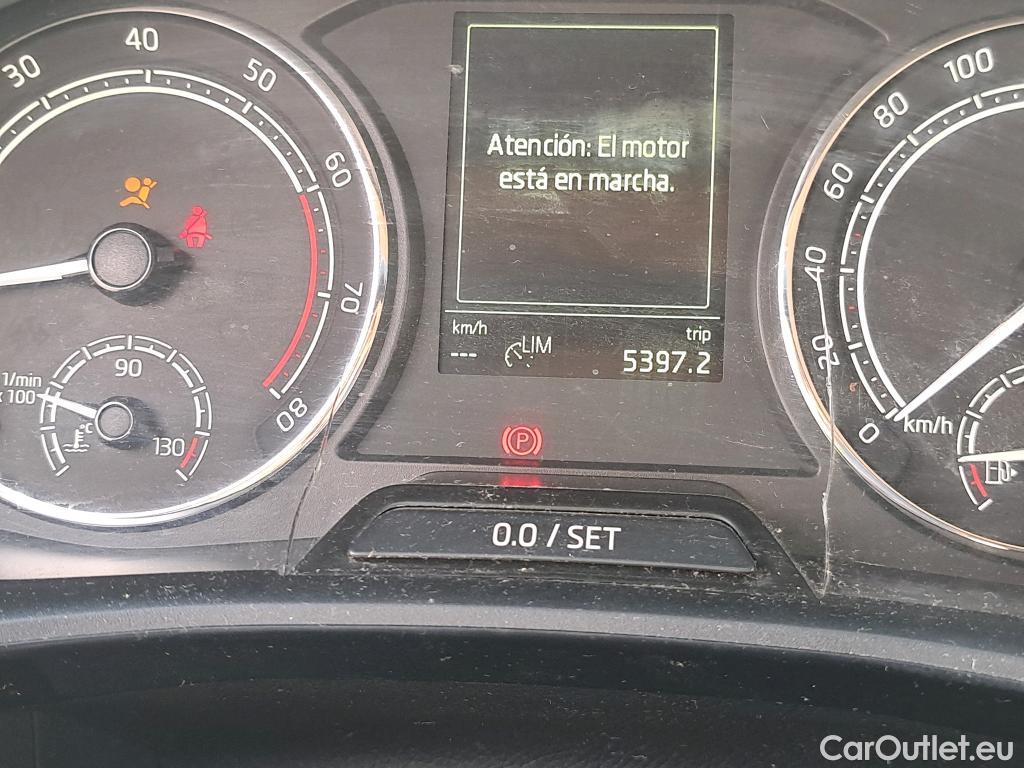 30
40
50
60
70
80
1/min
x 100
90
130
°C
Atención: El motor
está en marcha.
km/h
trip
---
LIM
5397.2
P
0.0 / SET
0
20
40
60
80
100
km/h
CarOutlet.eu